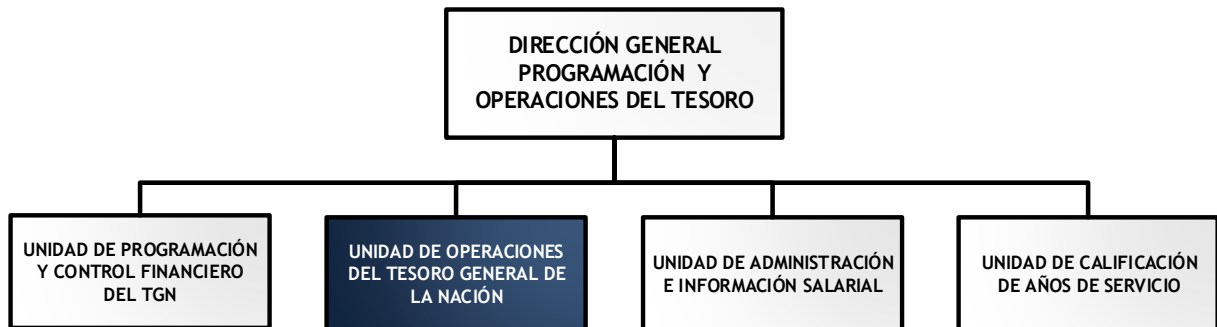 DIRECCIÓN GENERAL
PROGRAMACIÓN Y
OPERACIONES DEL TESORO
UNIDAD DE PROGRAMACIÓN
Y CONTROL FINANCIERO
DEL TGN
UNIDAD DE OPERACIONES
DEL TESORO GENERAL DE
LA NACIÓN
UNIDAD DE ADMINISTRACIÓN
E INFORMACIÓN SALARIAL
UNIDAD DE CALIFICACIÓN
DE AÑOS DE SERVICIO